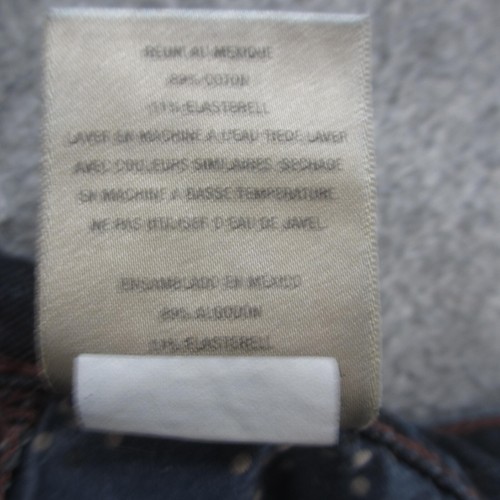 REUNI AU MEXIQUE
89% COTON
11% ELASTERELL
LAVER EN MACHINE A L'EAU TIEDE LAVER
AVEC COULEURS SIMILAIRES. SECHAGE
EN MACHINE A BASSE TEMPERATURE.
NE PAS UTILISER D'EAU DE JAVEL.
ENSAMBLADO EN MEXICO
89% ALGODÓN
11% ELASTERELL